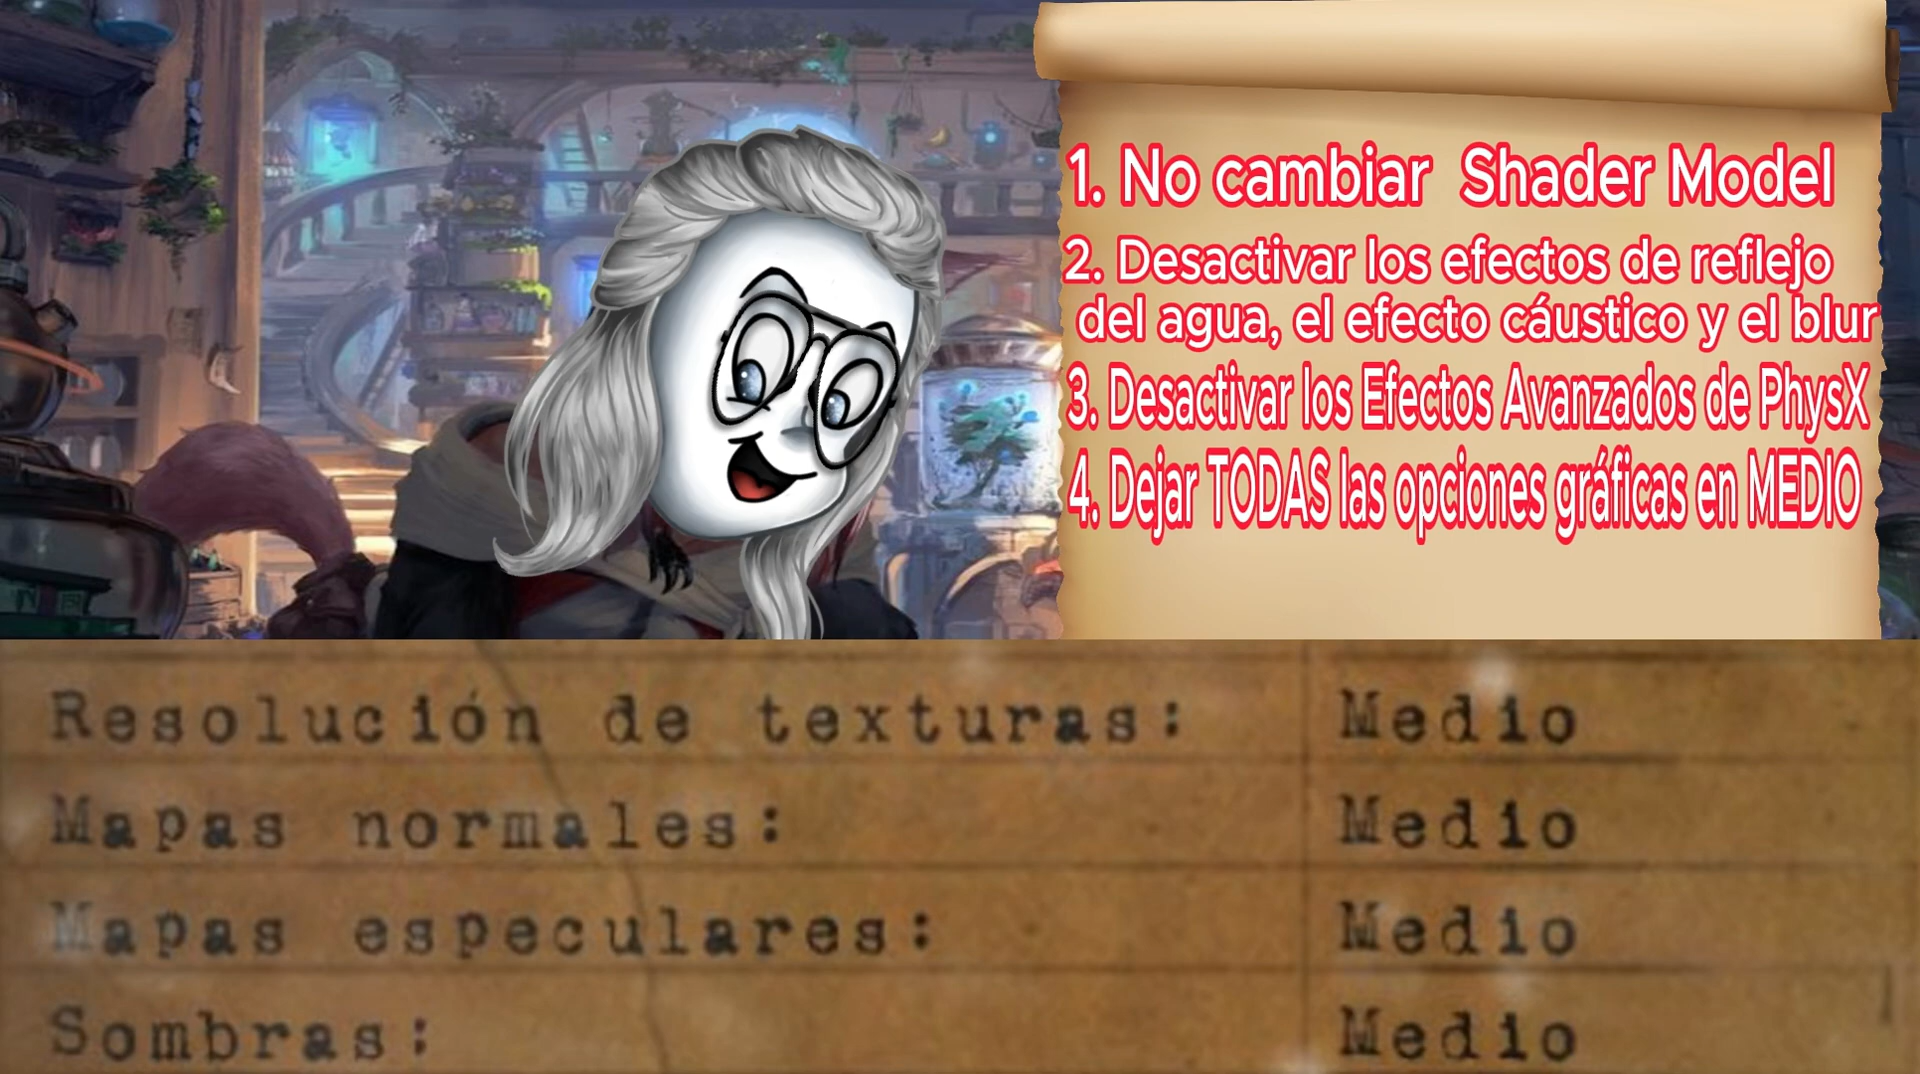 1. No cambiar Shader Model
2. Desactivar los efectos de reflejo
del agua, el efecto cáustico y el blur
3. Desactivar los Efectos Avanzados de PhysX
4. Dejar TODAS las opciones gráficas en MEDIO
Resolución de texturas: Medio
Mapas normales: Medio
Mapas especulares: Medio
Sombras: Medio